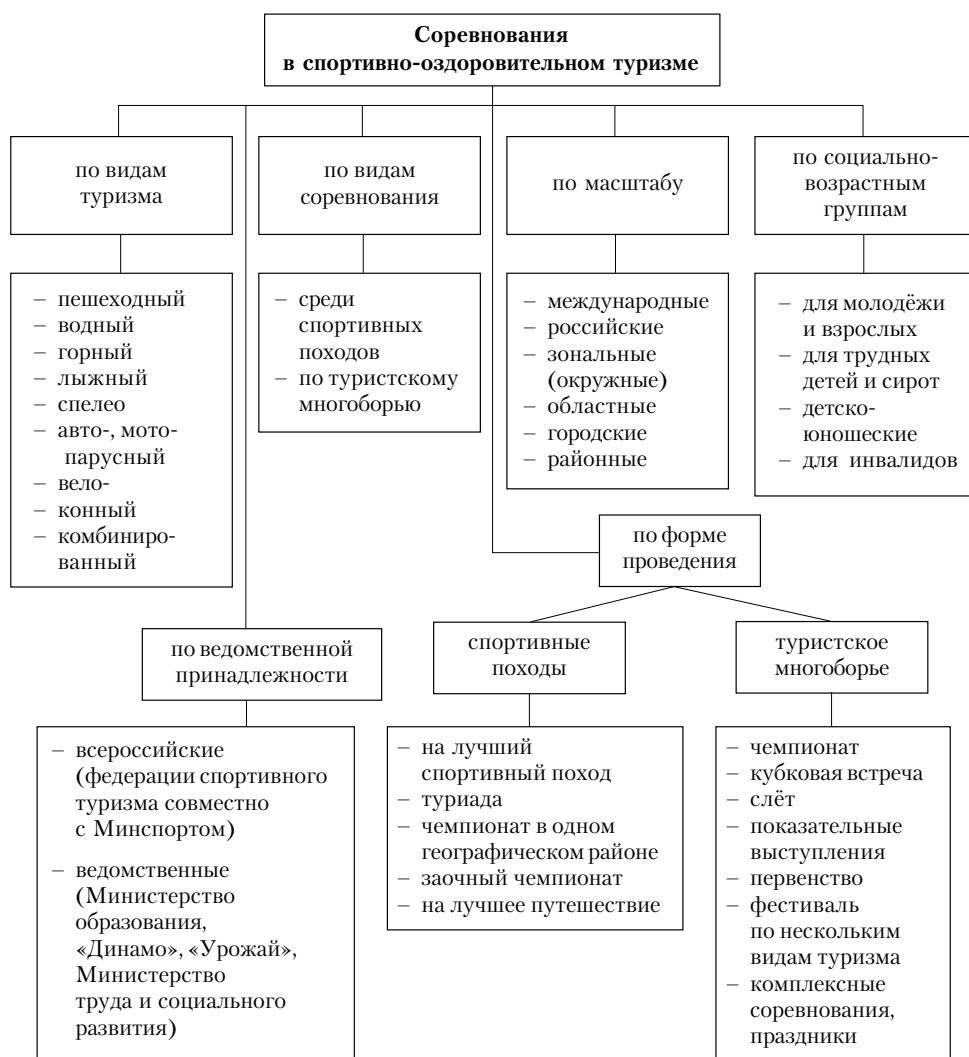 Соревнования
в спортивно-оздоровительном туризме
по видам
туризма
по видам
соревнования
по масштабу
по социально-
возрастным
группам
– пешеходный
– водный
– горный
– лыжный
– спелео
– авто-, мото-
парусный
– вело-
– конный
– комбиниро-
ванный
– среди
спортивных
походов
– по туристскому
многоборью
– международные
– российские
– зональные
(окружные)
– областные
– городские
– районные
– для молодёжи
и взрослых
– для трудных
детей и сирот
– детско-
юношеские
– для инвалидов
по форме
проведения
по ведомственной
принадлежности
спортивные
походы
туристское
многоборье
– всероссийские
(федерации спортивного
туризма совместно
с Минспортом)
– ведомственные
(Министерство
образования,
«Динамо», «Урожай»,
Министерство
труда и социального
развития)
– на лучший
спортивный поход
– туриада
– чемпионат в одном
географическом районе
– заочный чемпионат
– на лучшее путешествие
– чемпионат
– кубковая встреча
– слёт
– показательные
выступления
– первенство
– фестиваль
по нескольким
видам туризма
– комплексные
соревнования,
праздники